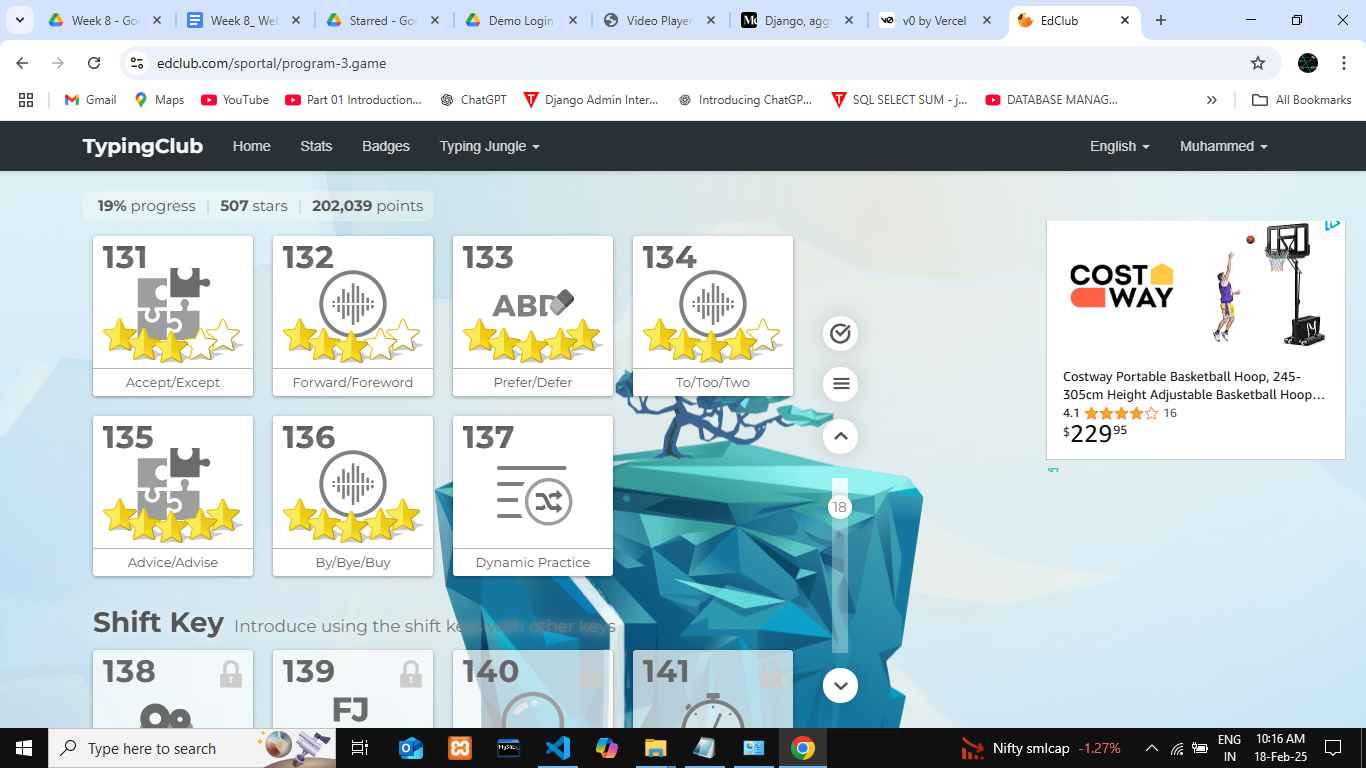 Week 8 - Goo
Week 8_ Web
Starred - Goo
Demo Login
Video Player
Django, aggr
v0 by Vercel
EdClub
edclub.com/sportal/program-3.game
Gmail
Maps
YouTube
Part 01 Introduction...
ChatGPT
Django Admin Inter...
Introducing ChatGP...
SQL SELECT SUM - j...
DATABASE MANAG...
All Bookmarks
TypingClub
Home
Stats
Badges
Typing Jungle
English
Muhammed
19% progress | 507 stars | 202,039 points
131
Accept/Except
132
Forward/Foreword
133
ABD
Prefer/Defer
134
To/Too/Two
135
Advice/Advise
136
By/Bye/Buy
137
Dynamic Practice
18
COST
WAY
Costway Portable Basketball Hoop, 245-
305cm Height Adjustable Basketball Hoop...
4.1 16
$229 95
Shift Key Introduce using the shift keys with other keys
138
139
FJ
140
141
Type here to search
MySQL
Nifty smlcap -1.27%
ENG
IN
10:16 AM
18-Feb-25